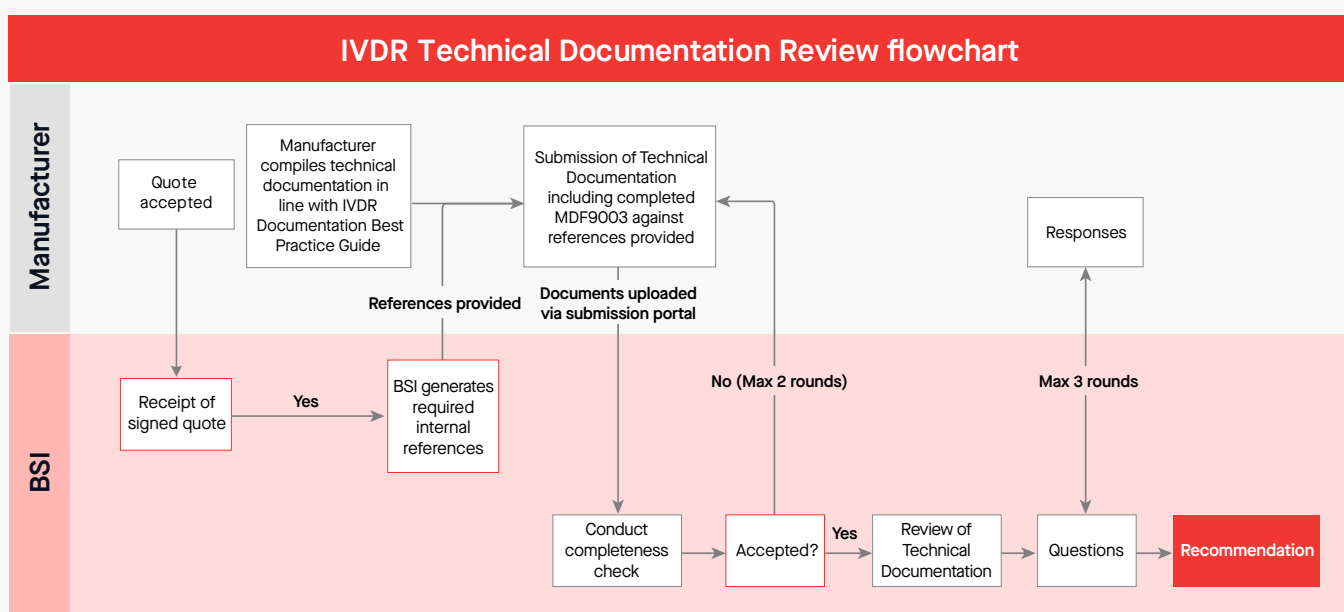 IVDR Technical Documentation Review flowchart
Manufacturer
Quote
accepted
Manufacturer
compiles technical
documentation in
line with IVDR
Documentation Best
Practice Guide
Submission of Technical
Documentation
including completed
MDF9003 against
references provided
Responses
References provided
Documents uploaded
via submission portal
No (Max 2 rounds)
Max 3 rounds
BSI
Receipt of
signed quote
Yes
BSI generates
required
internal
references
Conduct
completeness
check
Accepted?
Yes
Review of
Technical
Documentation
Questions
Recommendation